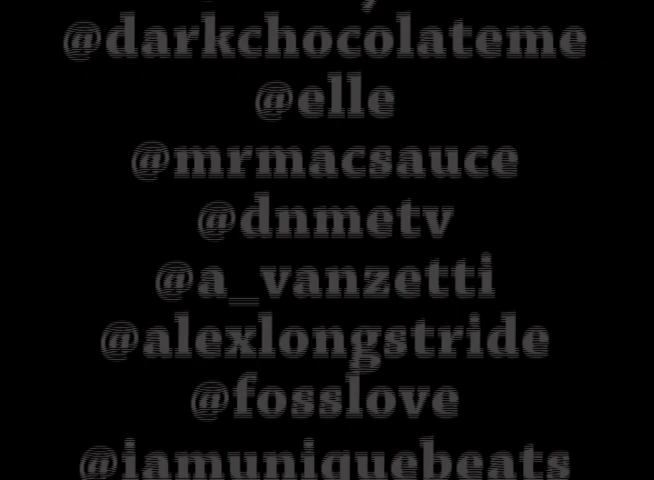 @darkchocolateme
@elle
@mrmacsauce
@dnmetv
@a_vanzetti
@alexlongstride
@fosslove
@iamuniquebeats